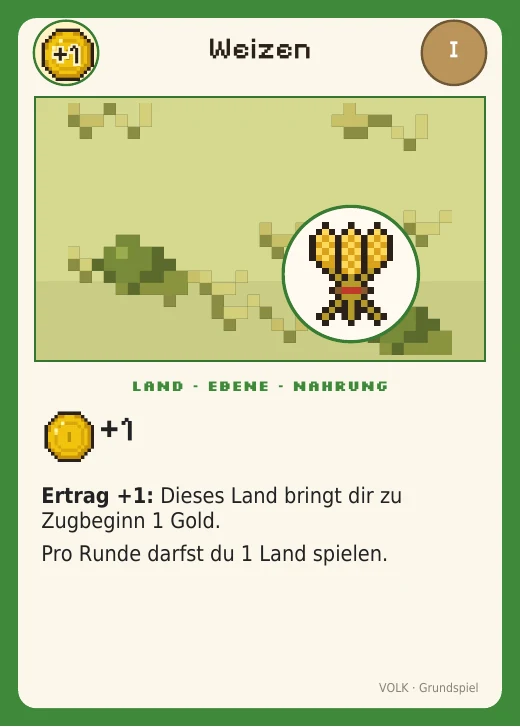 +1
Weizen
I
LAND - EBENE - NAHRUNG
+1
Ertrag +1: Dieses Land bringt dir zu
Zugbeginn 1 Gold.
Pro Runde darfst du 1 Land spielen.
VOLK · Grundspiel